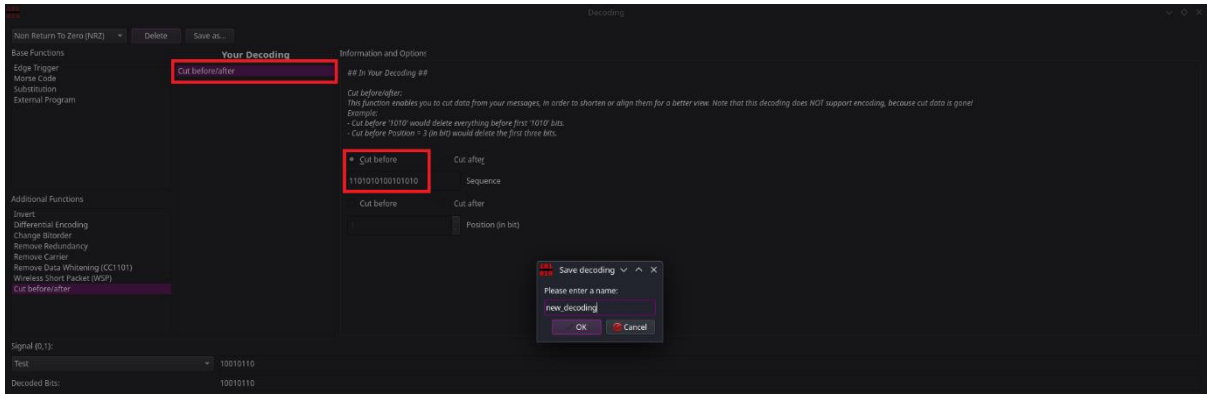 Decoding
Non Return To Zero (NRZ) Delete Save as...
Base Functions
Edge Trigger
Morse Code
Substitution
External Program
Additional Functions
Invert
Differential Encoding
Change Bitorder
Remove Redundancy
Remove Carrier
Remove Data Whitening (CC1101)
Wireless Short Packet (WSP)
Cut before/after
Your Decoding
Cut before/after
Information and Options
## In Your Decoding ##
Cut before/after:
This function enables you to cut data from your messages, in order to shorten or align them for a better view. Note that this decoding does NOT support encoding, because cut data is gone!
Example:
- Cut before '1010' would delete everything before first '1010' bits.
- Cut before Position = 3 (in bit) would delete the first three bits.
Cut before Cut after
1101010100101010 Sequence
Cut before Cut after
Position (in bit)
Save decoding
Please enter a name:
new_decoding
OK Cancel
Signal {0,1}:
Test 10010110
Decoded Bits: 10010110